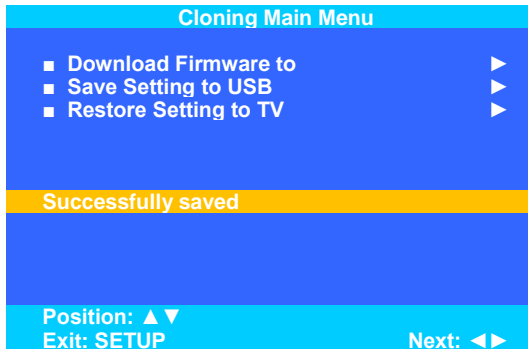 Cloning Main Menu
■ Download Firmware to ►
■ Save Setting to USB ►
■ Restore Setting to TV ►
Successfully saved
Position: ▲▼
Exit: SETUP Next: ◄►